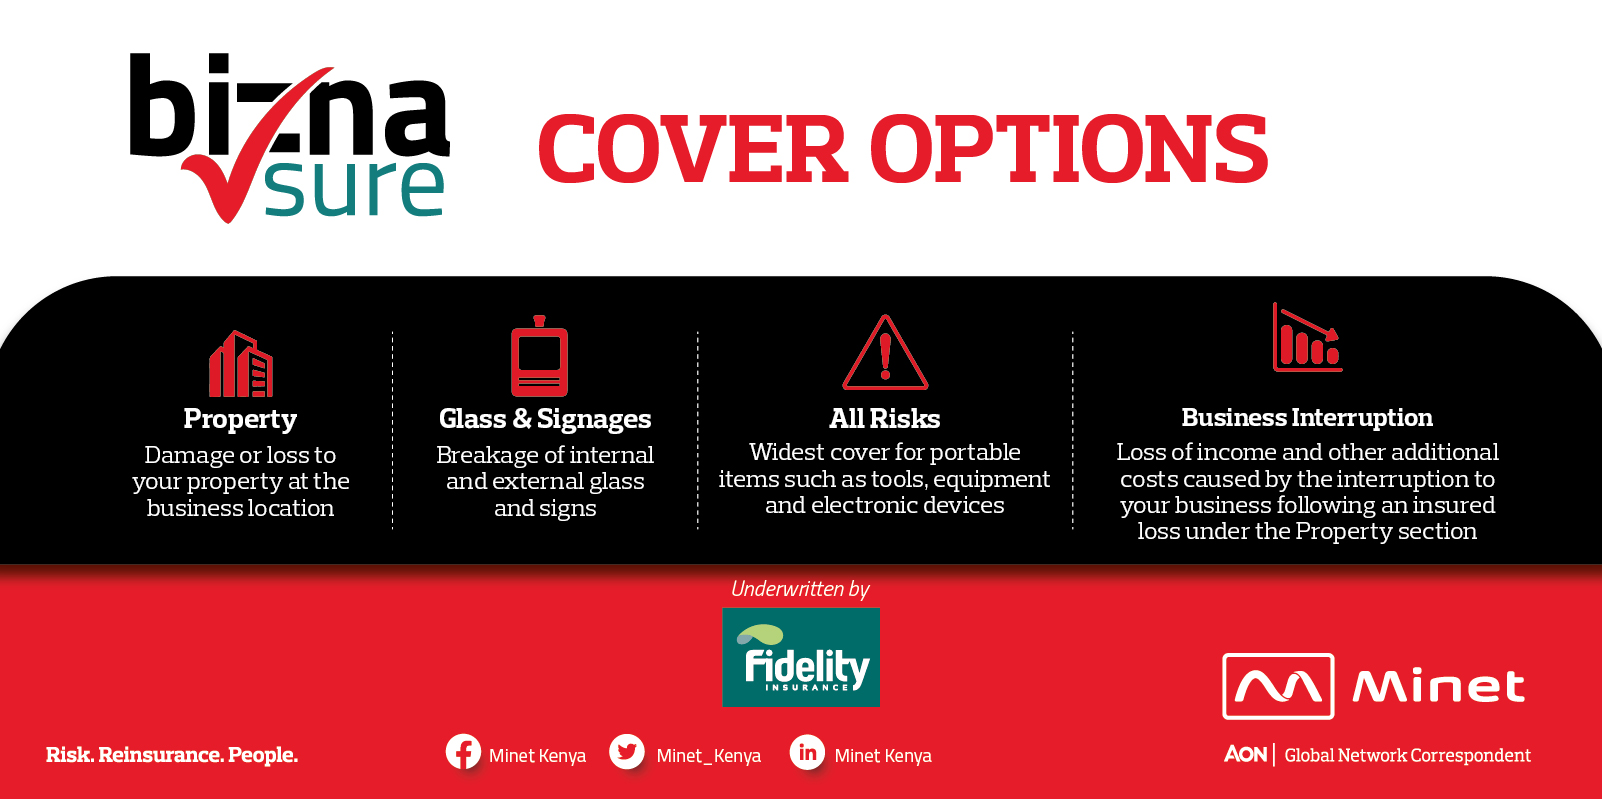 bizna
sure
COVER OPTIONS
Property
Damage or loss to
your property at the
business location
Glass & Signages
Breakage of internal
and external glass
and signs
All Risks
Widest cover for portable
items such as tools, equipment
and electronic devices
Business Interruption
Loss of income and other additional
costs caused by the interruption to
your business following an insured
loss under the Property section
Underwritten by
Fidelity
INSURANCE
Minet
Risk. Reinsurance. People.
Minet Kenya
Minet_Kenya
in Minet Kenya
AON | Global Network Correspondent